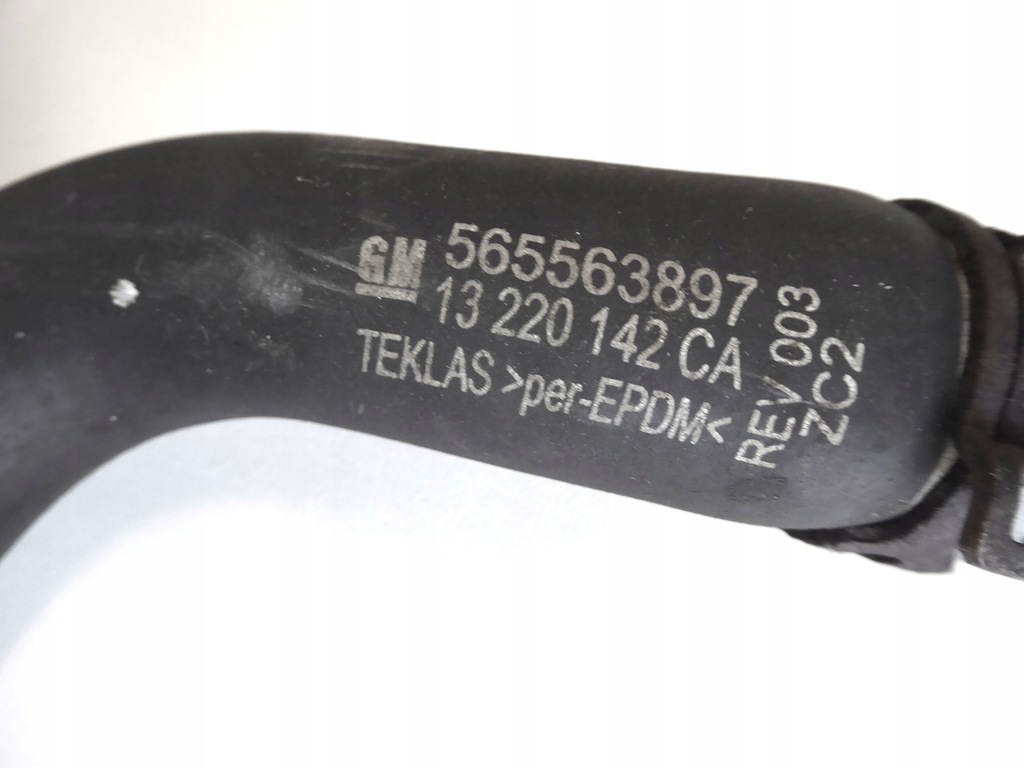 GM 565563897
13 220 142 CA
TEKLAS >per-EPDM<
REV 003
ZC2